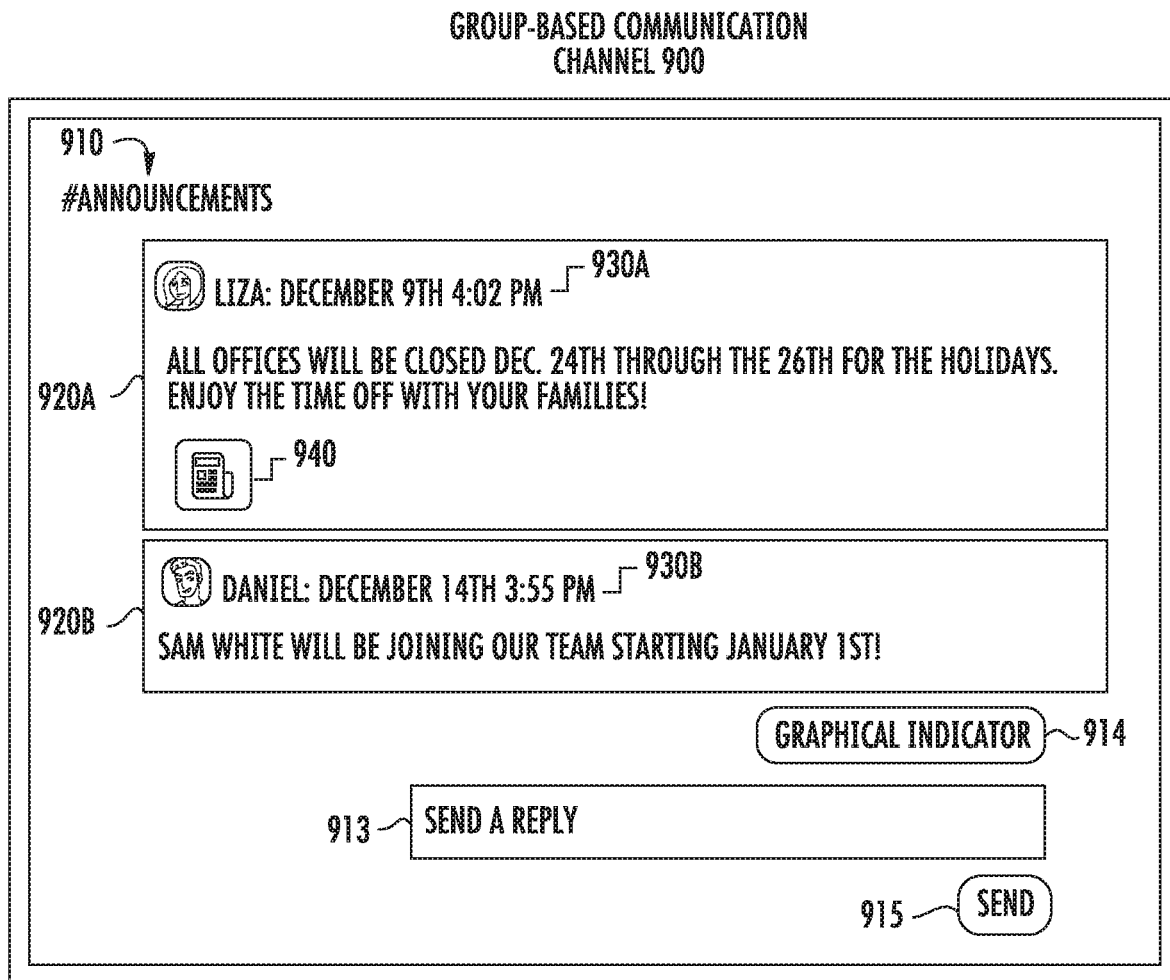 GROUP-BASED COMMUNICATION
CHANNEL 900
910
#ANNOUNCEMENTS
LIZA: DECEMBER 9TH 4:02 PM 930A
ALL OFFICES WILL BE CLOSED DEC. 24TH THROUGH THE 26TH FOR THE HOLIDAYS.
920A ENJOY THE TIME OFF WITH YOUR FAMILIES!
940
DANIEL: DECEMBER 14TH 3:55 PM 930B
920B
SAM WHITE WILL BE JOINING OUR TEAM STARTING JANUARY 1ST!
GRAPHICAL INDICATOR 914
913 SEND A REPLY
915 SEND